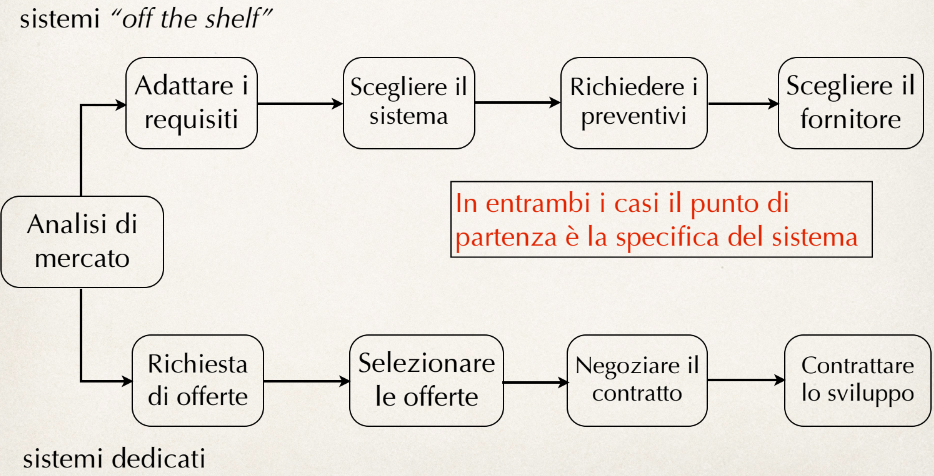 sistemi “off the shelf”
Adattare i
requisiti
Scegliere il
sistema
Richiedere i
preventivi
Scegliere il
fornitore
Analisi di
mercato
In entrambi i casi il punto di
partenza è la specifica del sistema
Richiesta
di offerte
Selezionare
le offerte
Negoziare il
contratto
Contrattare
lo sviluppo
sistemi dedicati